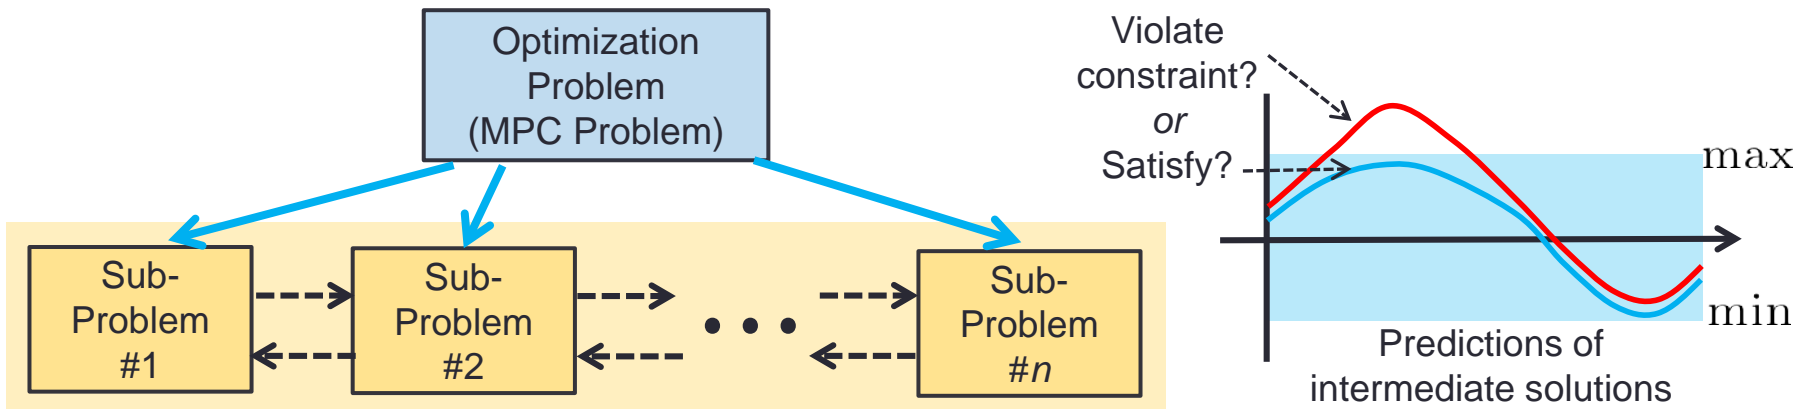 Optimization
Problem
(MPC Problem)
Sub-
Problem
#1
Sub-
Problem
#2
Sub-
Problem
#n
Violate
constraint?
or
Satisfy?
max
min
Predictions of
intermediate solutions